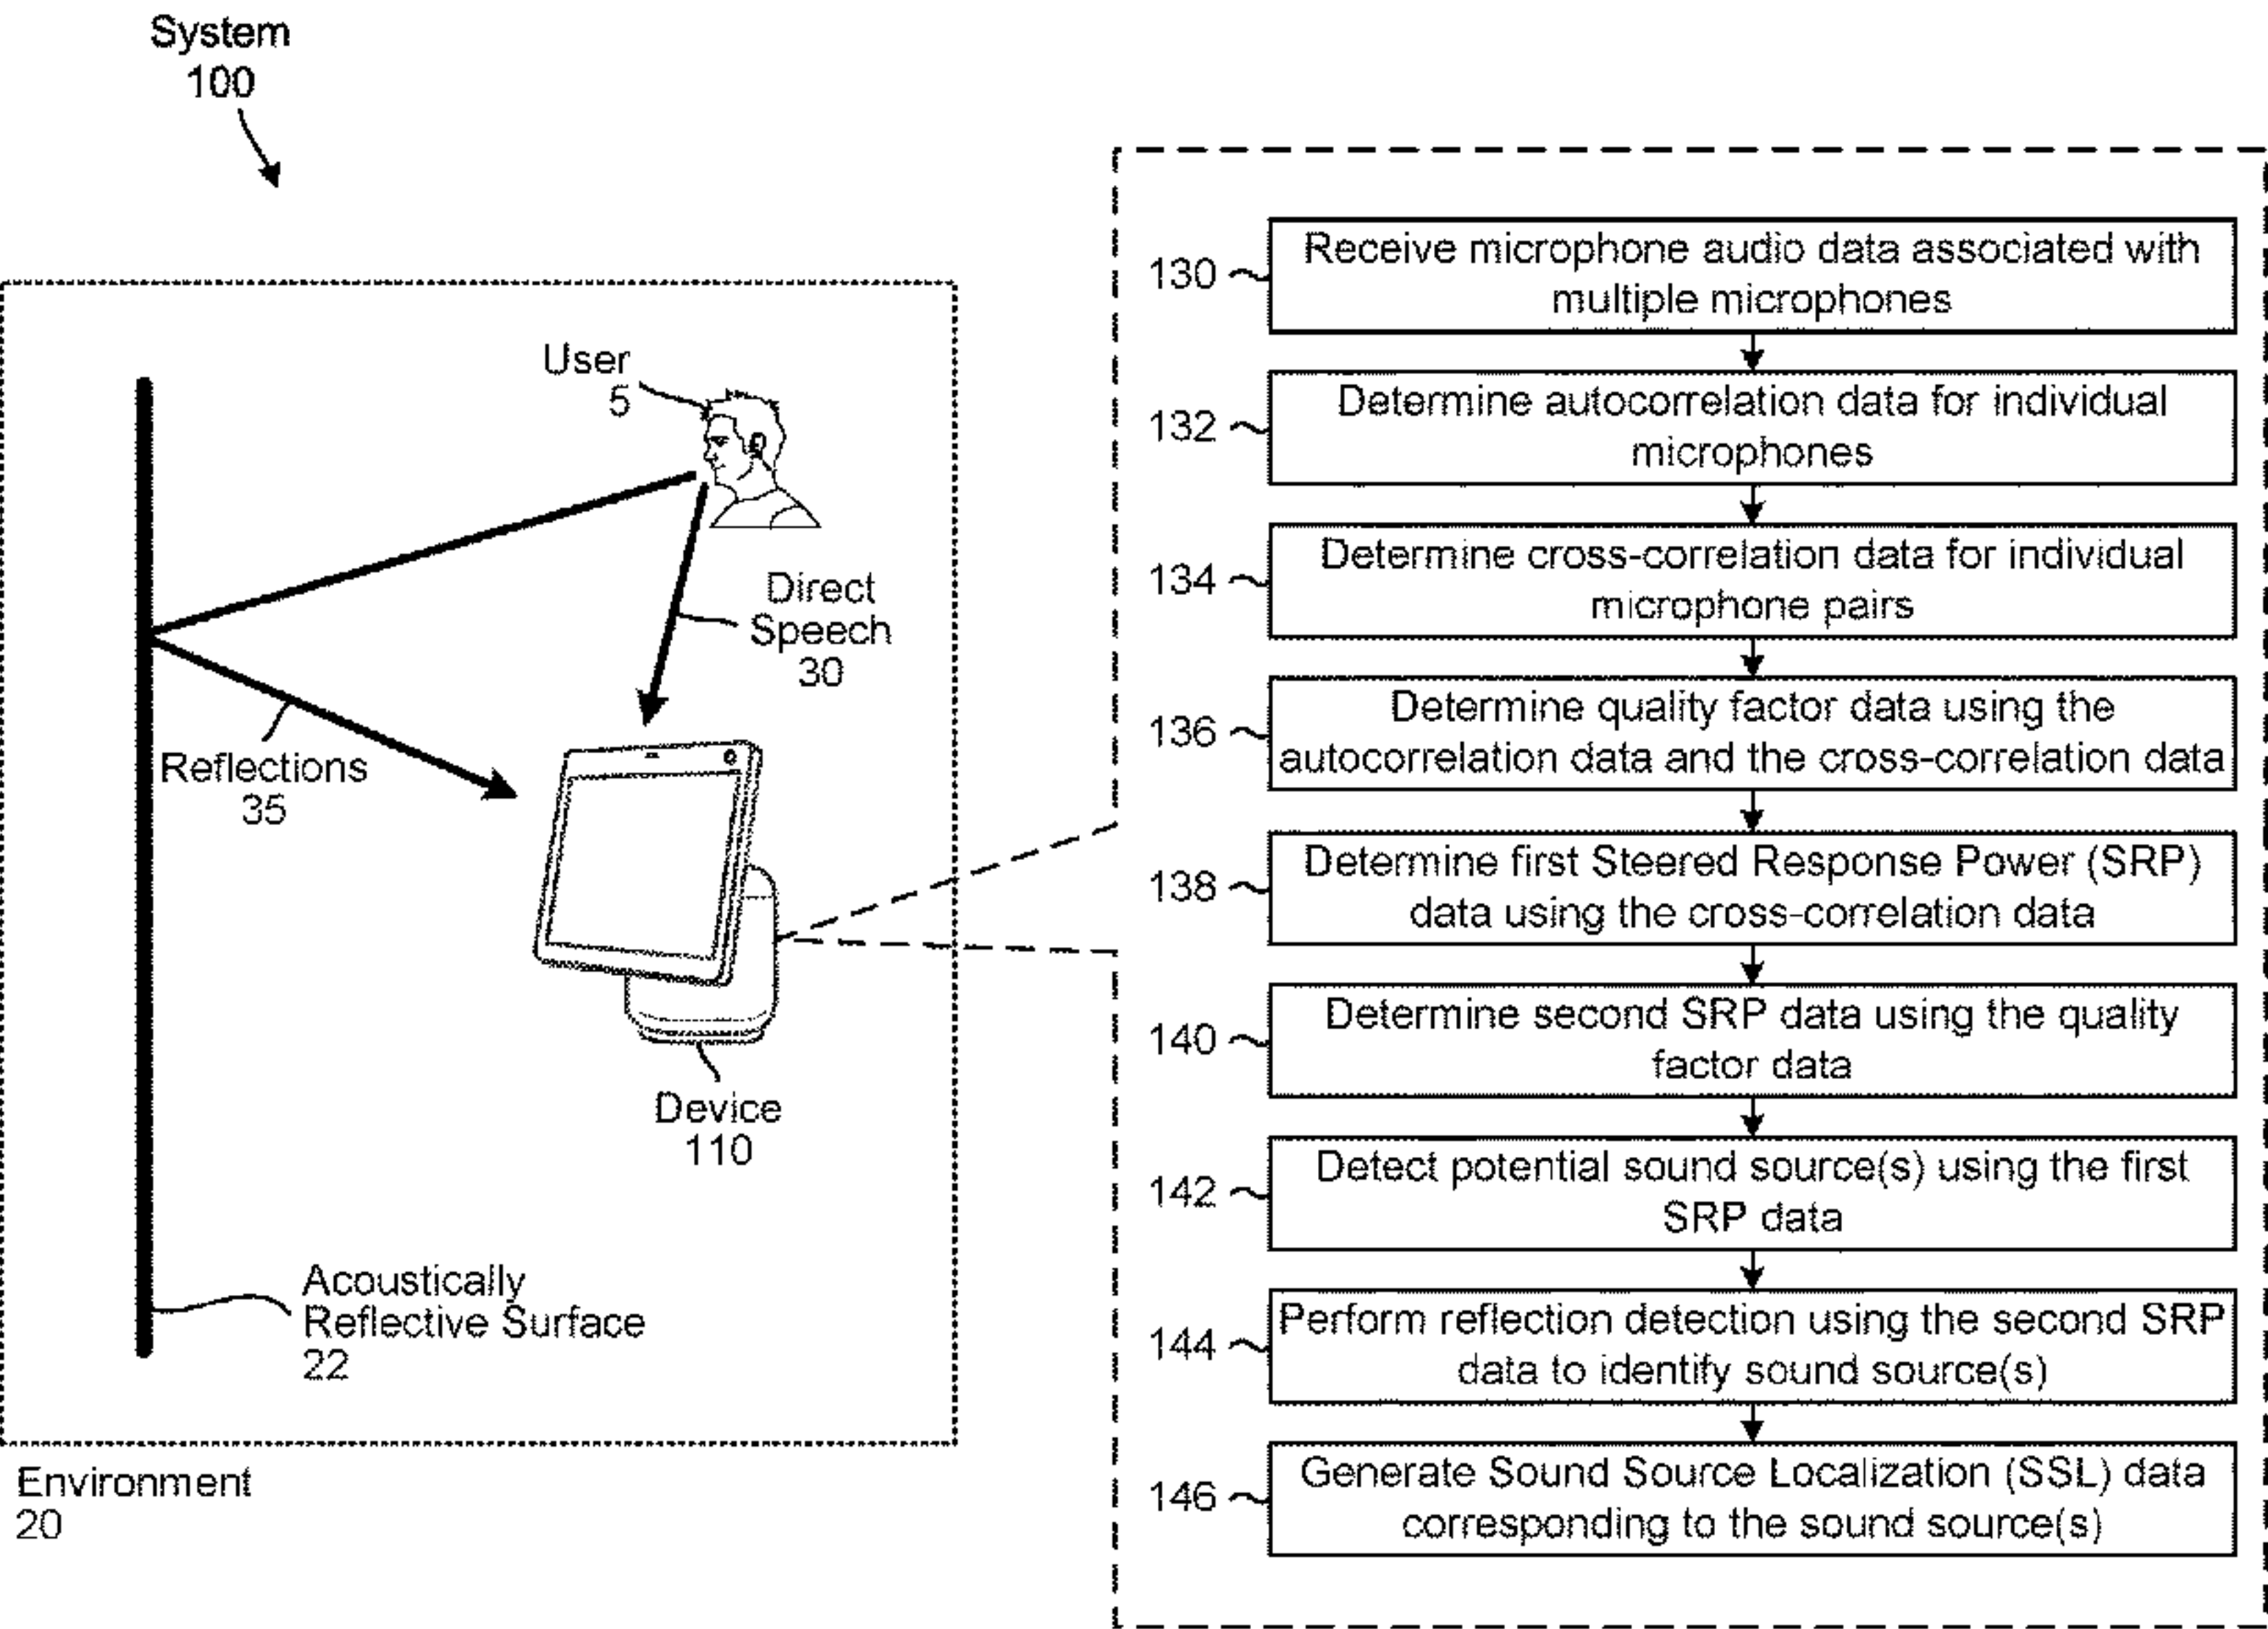 System
100
User
5
Direct
Speech
30
Reflections
35
Device
110
Acoustically
Reflective Surface
22
Environment
20
130
Receive microphone audio data associated with
multiple microphones
132
Determine autocorrelation data for individual
microphones
134
Determine cross-correlation data for individual
microphone pairs
136
Determine quality factor data using the
autocorrelation data and the cross-correlation data
138
Determine first Steered Response Power (SRP)
data using the cross-correlation data
140
Determine second SRP data using the quality
factor data
142
Detect potential sound source(s) using the first
SRP data
144
Perform reflection detection using the second SRP
data to identify sound source(s)
146
Generate Sound Source Localization (SSL) data
corresponding to the sound source(s)